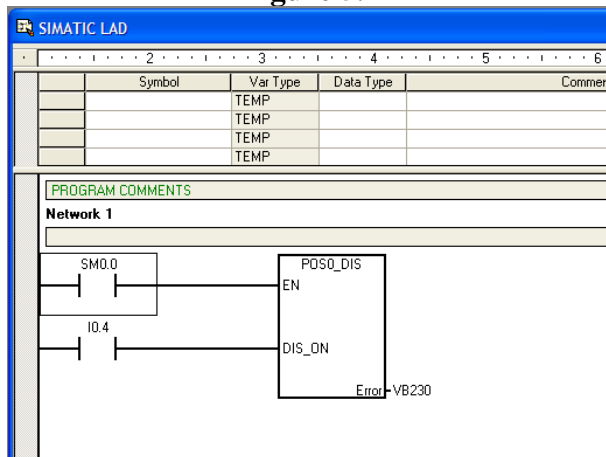 SIMATIC LAD
2 3 4 5 6
Symbol Var Type Data Type
TEMP
TEMP
TEMP
TEMP
PROGRAM COMMENTS
Network 1
SM0.0 POS0_DIS
EN
I0.4
DIS_ON
Error VB230